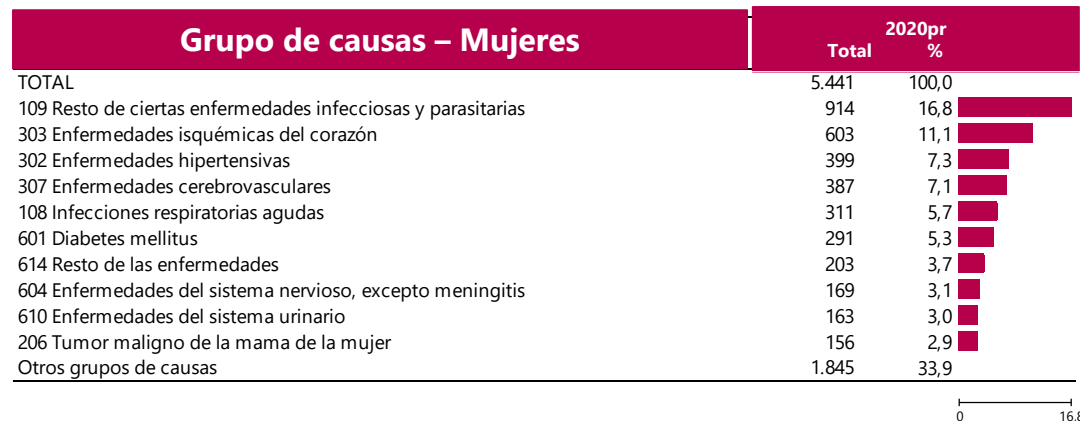 Grupo de causas – Mujeres
2020pr
Total %
TOTAL 5.441 100,0
109 Resto de ciertas enfermedades infecciosas y parasitarias 914 16,8
303 Enfermedades isquémicas del corazón 603 11,1
302 Enfermedades hipertensivas 399 7,3
307 Enfermedades cerebrovasculares 387 7,1
108 Infecciones respiratorias agudas 311 5,7
601 Diabetes mellitus 291 5,3
614 Resto de las enfermedades 203 3,7
604 Enfermedades del sistema nervioso, excepto meningitis 169 3,1
610 Enfermedades del sistema urinario 163 3,0
206 Tumor maligno de la mama de la mujer 156 2,9
Otros grupos de causas 1.845 33,9
0 16.8